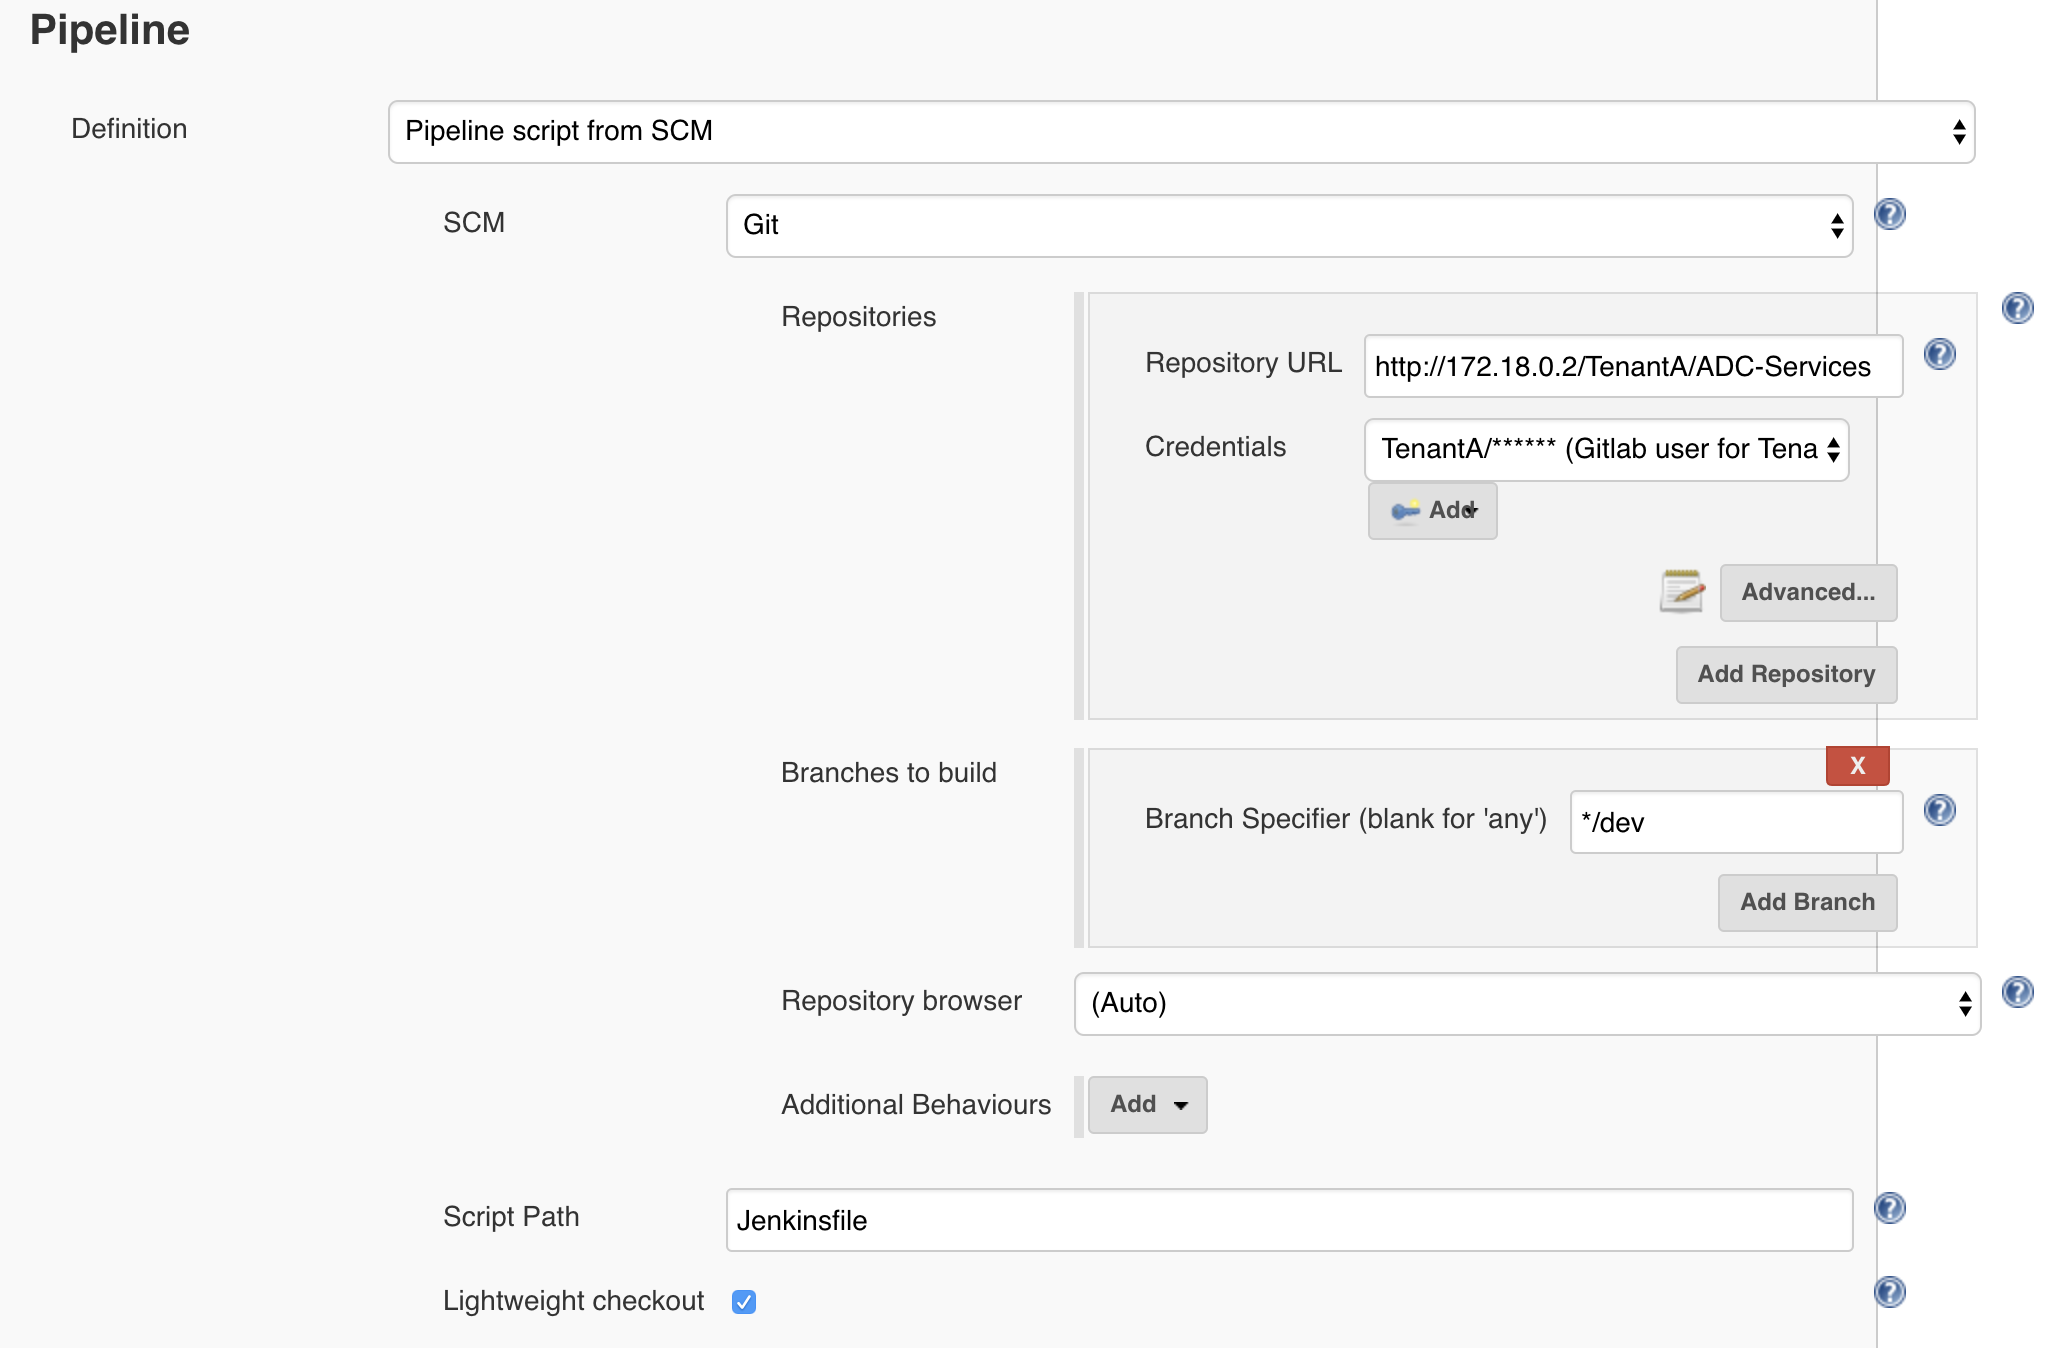 Pipeline
Definition
Pipeline script from SCM
SCM
Git
?
Repositories
?
Repository URL
http://172.18.0.2/TenantA/ADC-Services
?
Credentials
TenantA/****** (Gitlab user for Tena
Add
Advanced...
Add Repository
Branches to build
X
Branch Specifier (blank for 'any')
*/dev
?
Add Branch
Repository browser
(Auto)
?
Additional Behaviours
Add
Script Path
Jenkinsfile
?
Lightweight checkout
?